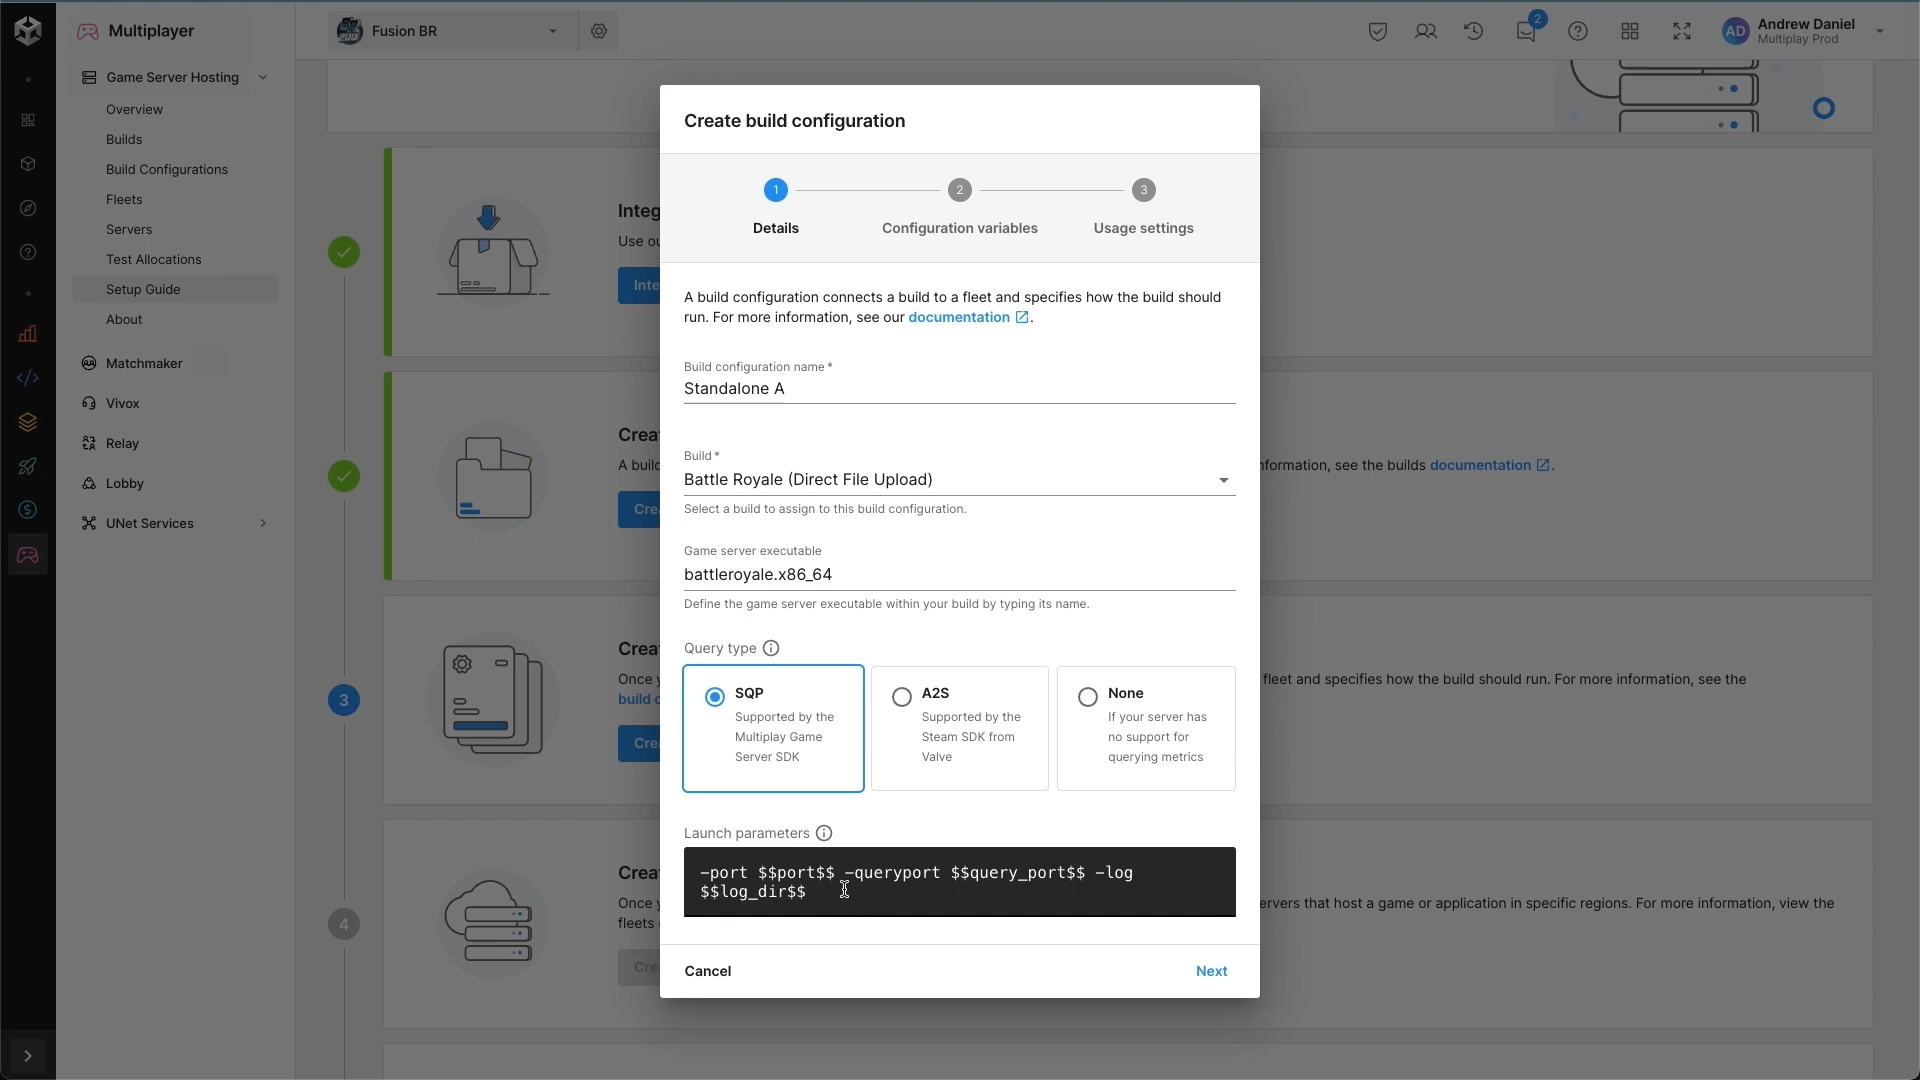 Multiplayer
Fusion BR
2
AD
Andrew Daniel
Multiplay Prod
Game Server Hosting
Overview
Builds
Build Configurations
Fleets
Servers
Test Allocations
Setup Guide
About
Matchmaker
Vivox
Relay
Lobby
UNet Services
Integ
Use ou
Inte
Creat
A build
nformation, see the builds documentation.
Crea
3
Creat
Once y
fleet and specifies how the build should run. For more information, see the
build c
Crea
4
Creat
Once y
ervers that host a game or application in specific regions. For more information, view the
fleets
Crea
Create build configuration
1
2
3
Details
Configuration variables
Usage settings
A build configuration connects a build to a fleet and specifies how the build should
run. For more information, see our documentation.
Build configuration name *
Standalone A
Build *
Battle Royale (Direct File Upload)
Select a build to assign to this build configuration.
Game server executable
battleroyale.x86_64
Define the game server executable within your build by typing its name.
Query type
SQP
Supported by the
Multiplay Game
Server SDK
A2S
Supported by the
Steam SDK from
Valve
None
If your server has
no support for
querying metrics
Launch parameters
-port $$port$$ -queryport $$query_port$$ -log
$$log_dir$$
Cancel
Next